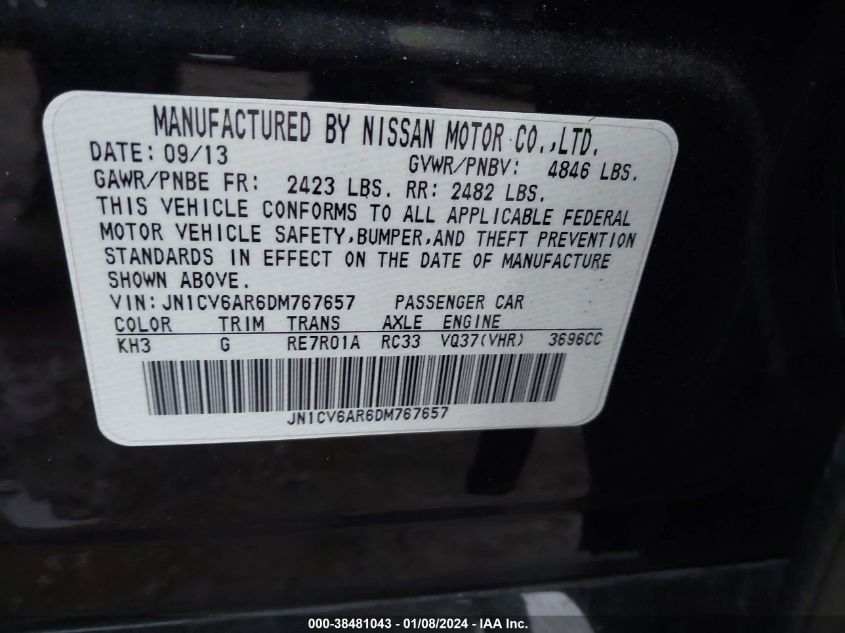 MANUFACTURED BY NISSAN MOTOR CO.,LTD.
DATE: 09/13 GVWR/PNBV: 4846 LBS.
GAWR/PNBE FR: 2423 LBS. RR: 2482 LBS.
THIS VEHICLE CONFORMS TO ALL APPLICABLE FEDERAL
MOTOR VEHICLE SAFETY,BUMPER,AND THEFT PREVENTION
STANDARDS IN EFFECT ON THE DATE OF MANUFACTURE
SHOWN ABOVE.
VIN:JN1CV6AR6DM767657 PASSENGER CAR
COLOR TRIM TRANS AXLE ENGINE
KH3 G RE7R01A RC33 VQ37(VHR) 3696CC
JN1CV6AR6DM767657
000-38481043 - 01/08/2024 - IAA Inc.